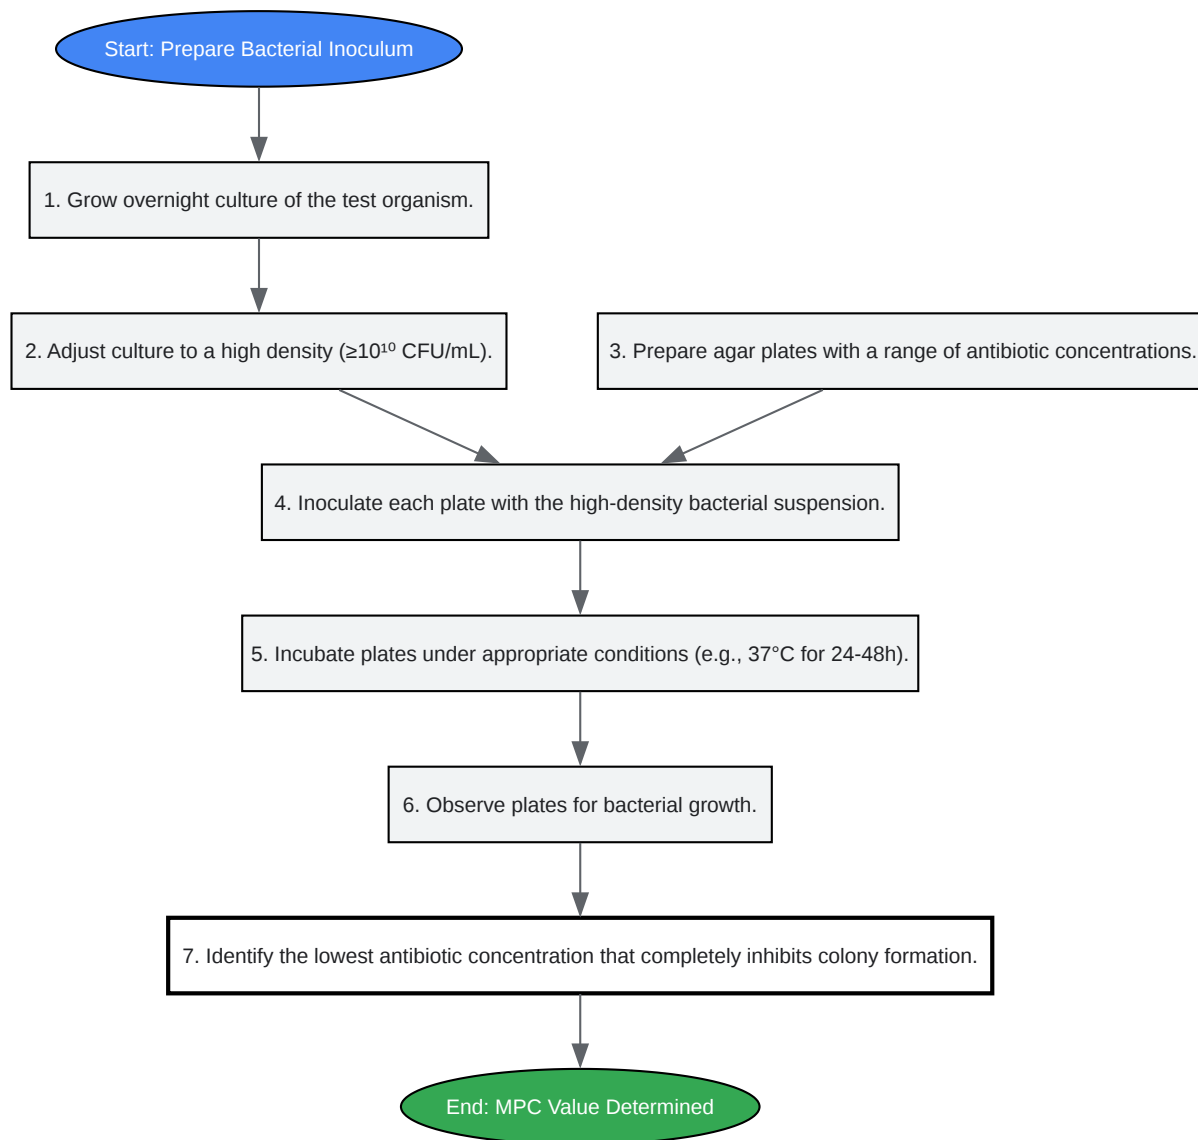 Start: Prepare Bacterial Inoculum
1. Grow overnight culture of the test organism.
2. Adjust culture to a high density (≥10¹⁰ CFU/mL).
3. Prepare agar plates with a range of antibiotic concentrations.
4. Inoculate each plate with the high-density bacterial suspension.
5. Incubate plates under appropriate conditions (e.g., 37°C for 24-48h).
6. Observe plates for bacterial growth.
7. Identify the lowest antibiotic concentration that completely inhibits colony formation.
End: MPC Value Determined